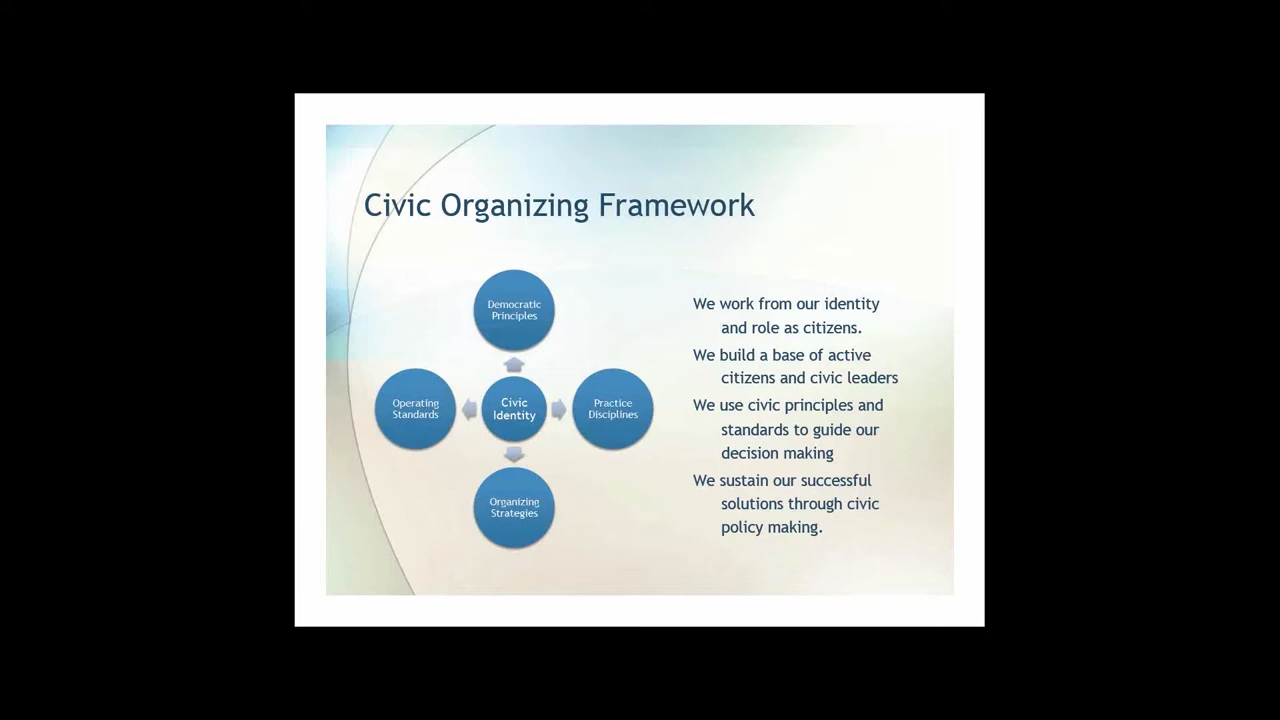 Civic Organizing Framework
Democratic
Principles
Operating
Standards
Civic
Identity
Practice
Disciplines
Organizing
Strategies
We work from our identity
and role as citizens.
We build a base of active
citizens and civic leaders
We use civic principles and
standards to guide our
decision making
We sustain our successful
solutions through civic
policy making.